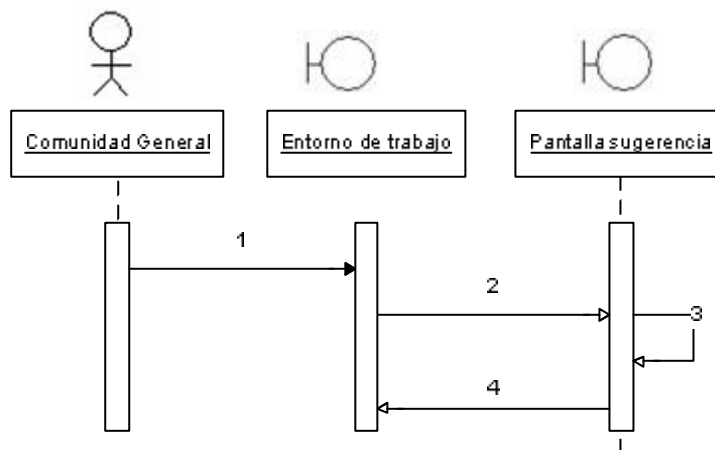 Comunidad General
Entorno de trabajo
Pantalla sugerencia
1
2
3
4